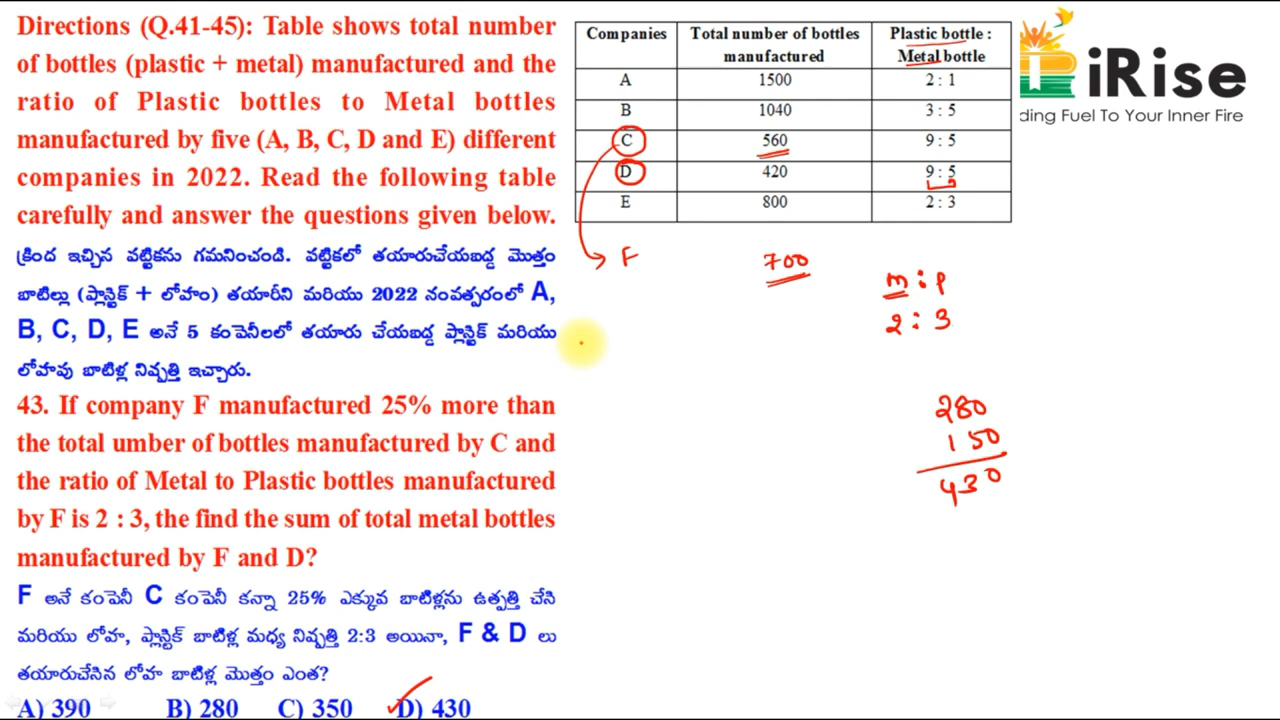 Directions (Q.41-45): Table shows total number
of bottles (plastic + metal) manufactured and the
ratio of Plastic bottles to Metal bottles
manufactured by five (A, B, C, D and E) different
companies in 2022. Read the following table
carefully and answer the questions given below.
క్రింద ఇచ్చిన పట్టికను గమనించండి. పట్టికలో తయారుచేయబడ్డ మొత్తం
బాటిల్లు (ప్లాస్టిక్ + లోహం) తయారీని మరియు 2022 సంవత్సరంలో A,
B, C, D, E అనే 5 కంపెనీలలో తయారు చేయబడ్డ ప్లాస్టిక్ మరియు
లోహపు బాటిళ్ల నిష్పత్తి ఇచ్చారు.
43. If company F manufactured 25% more than
the total umber of bottles manufactured by C and
the ratio of Metal to Plastic bottles manufactured
by F is 2 : 3, the find the sum of total metal bottles
manufactured by F and D?
F అనే కంపెనీ C కంపెనీ కన్నా 25% ఎక్కువ బాటిళ్లను ఉత్పత్తి చేసి
మరియు లోహ, ప్లాస్టిక్ బాటిళ్ల మధ్య నిష్పత్తి 2:3 అయినా, F & D లు
తయారుచేసిన లోహ బాటిళ్ల మొత్తం ఎంత?
A) 390 B) 280 C) 350 D) 430
Companies Total number of bottles manufactured Plastic bottle : Metal bottle
A 1500 2 : 1
B 1040 3 : 5
C 560 9 : 5
D 420 9 : 5
E 800 2 : 3
F 700
m : p
2 : 3
280
150
430
iRise
ding Fuel To Your Inner Fire